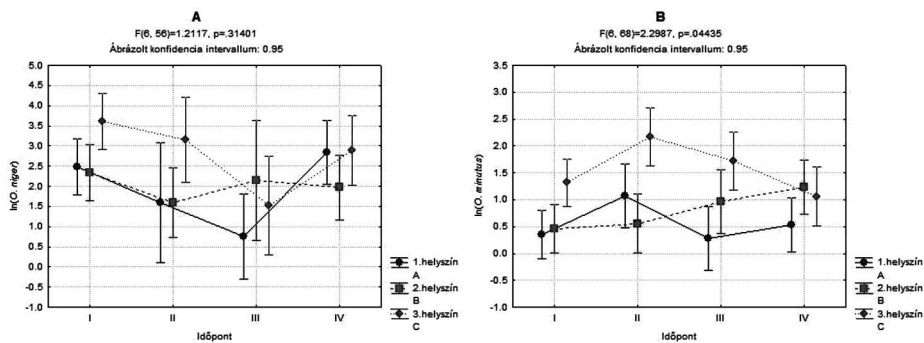 A
F(6, 56)=1.2117, p=.31401
Ábrázolt konfidencia intervallum: 0.95
5.0
4.5
4.0
3.5
3.0
2.5
2.0
1.5
1.0
0.5
0.0
-0.5
-1.0
ln(O. niger)
I
II
III
IV
Időpont
1.helyszín
A
2.helyszín
B
3.helyszín
C
B
F(6, 68)=2.2987, p=.04435
Ábrázolt konfidencia intervallum: 0.95
3.5
3.0
2.5
2.0
1.5
1.0
0.5
0.0
-0.5
-1.0
ln(O. minutus)
I
II
III
IV
Időpont
1.helyszín
A
2.helyszín
B
3.helyszín
C